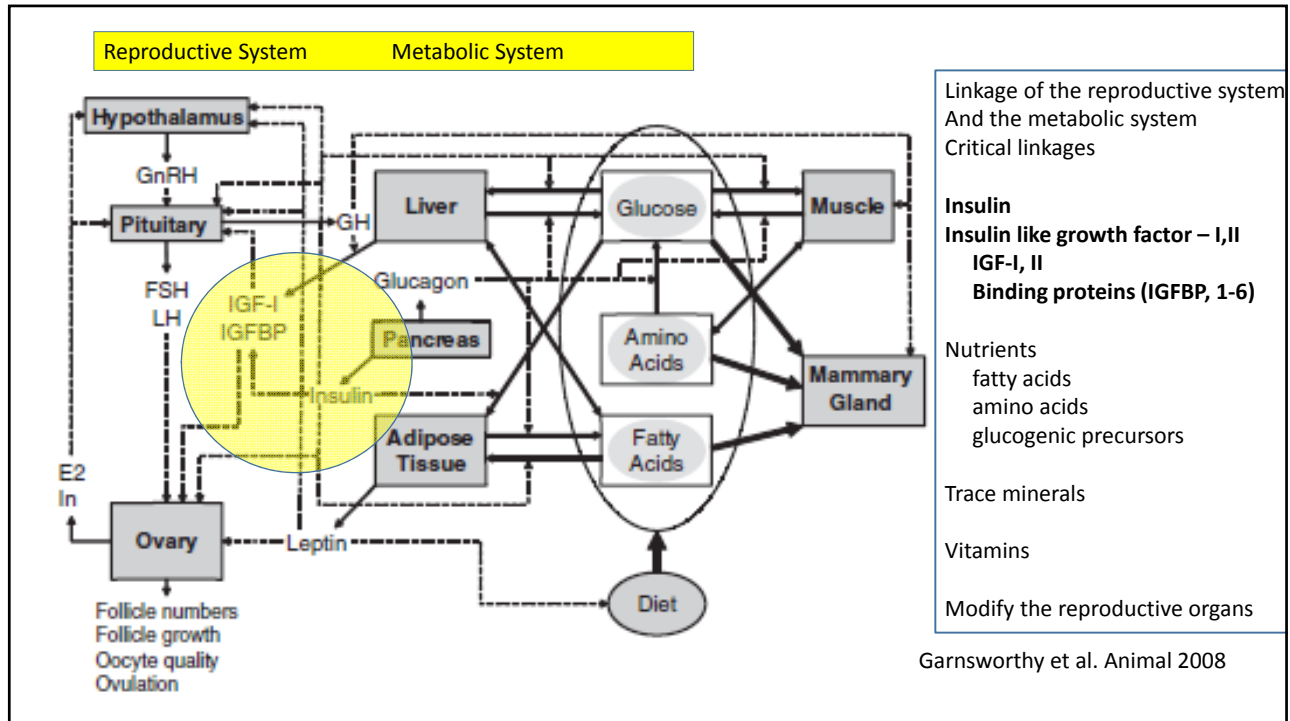 Reproductive System Metabolic System
Hypothalamus
GnRH
Pituitary
GH
FSH
LH
IGF-I
IGFBP
E2
In
Ovary
Follicle numbers
Follicle growth
Oocyte quality
Ovulation
Liver
Glucagon
Pancreas
Insulin
Adipose
Tissue
Leptin
Glucose
Amino
Acids
Fatty
Acids
Diet
Muscle
Mammary
Gland
Linkage of the reproductive system
And the metabolic system
Critical linkages
Insulin
Insulin like growth factor – I,II
IGF-I, II
Binding proteins (IGFBP, 1-6)
Nutrients
fatty acids
amino acids
glucogenic precursors
Trace minerals
Vitamins
Modify the reproductive organs
Garnsworthy et al. Animal 2008